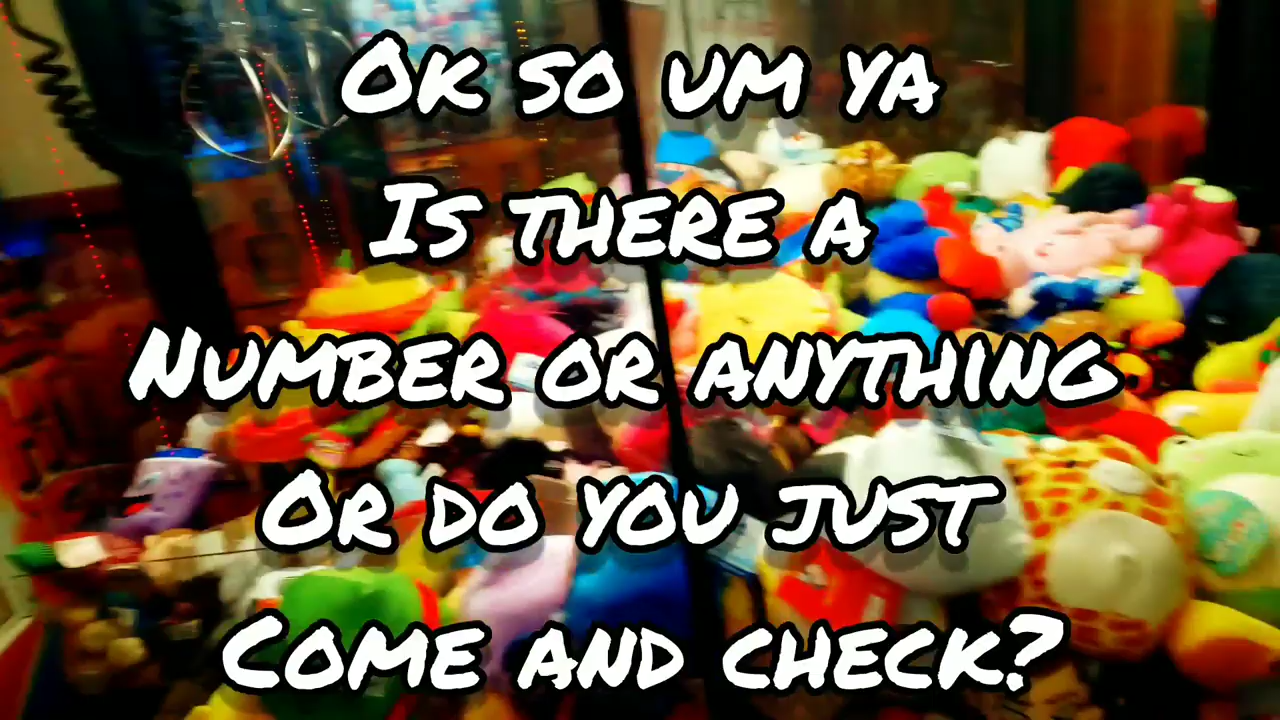 Ok so um ya
Is there a
Number or anything
Or do you just
Come and check?